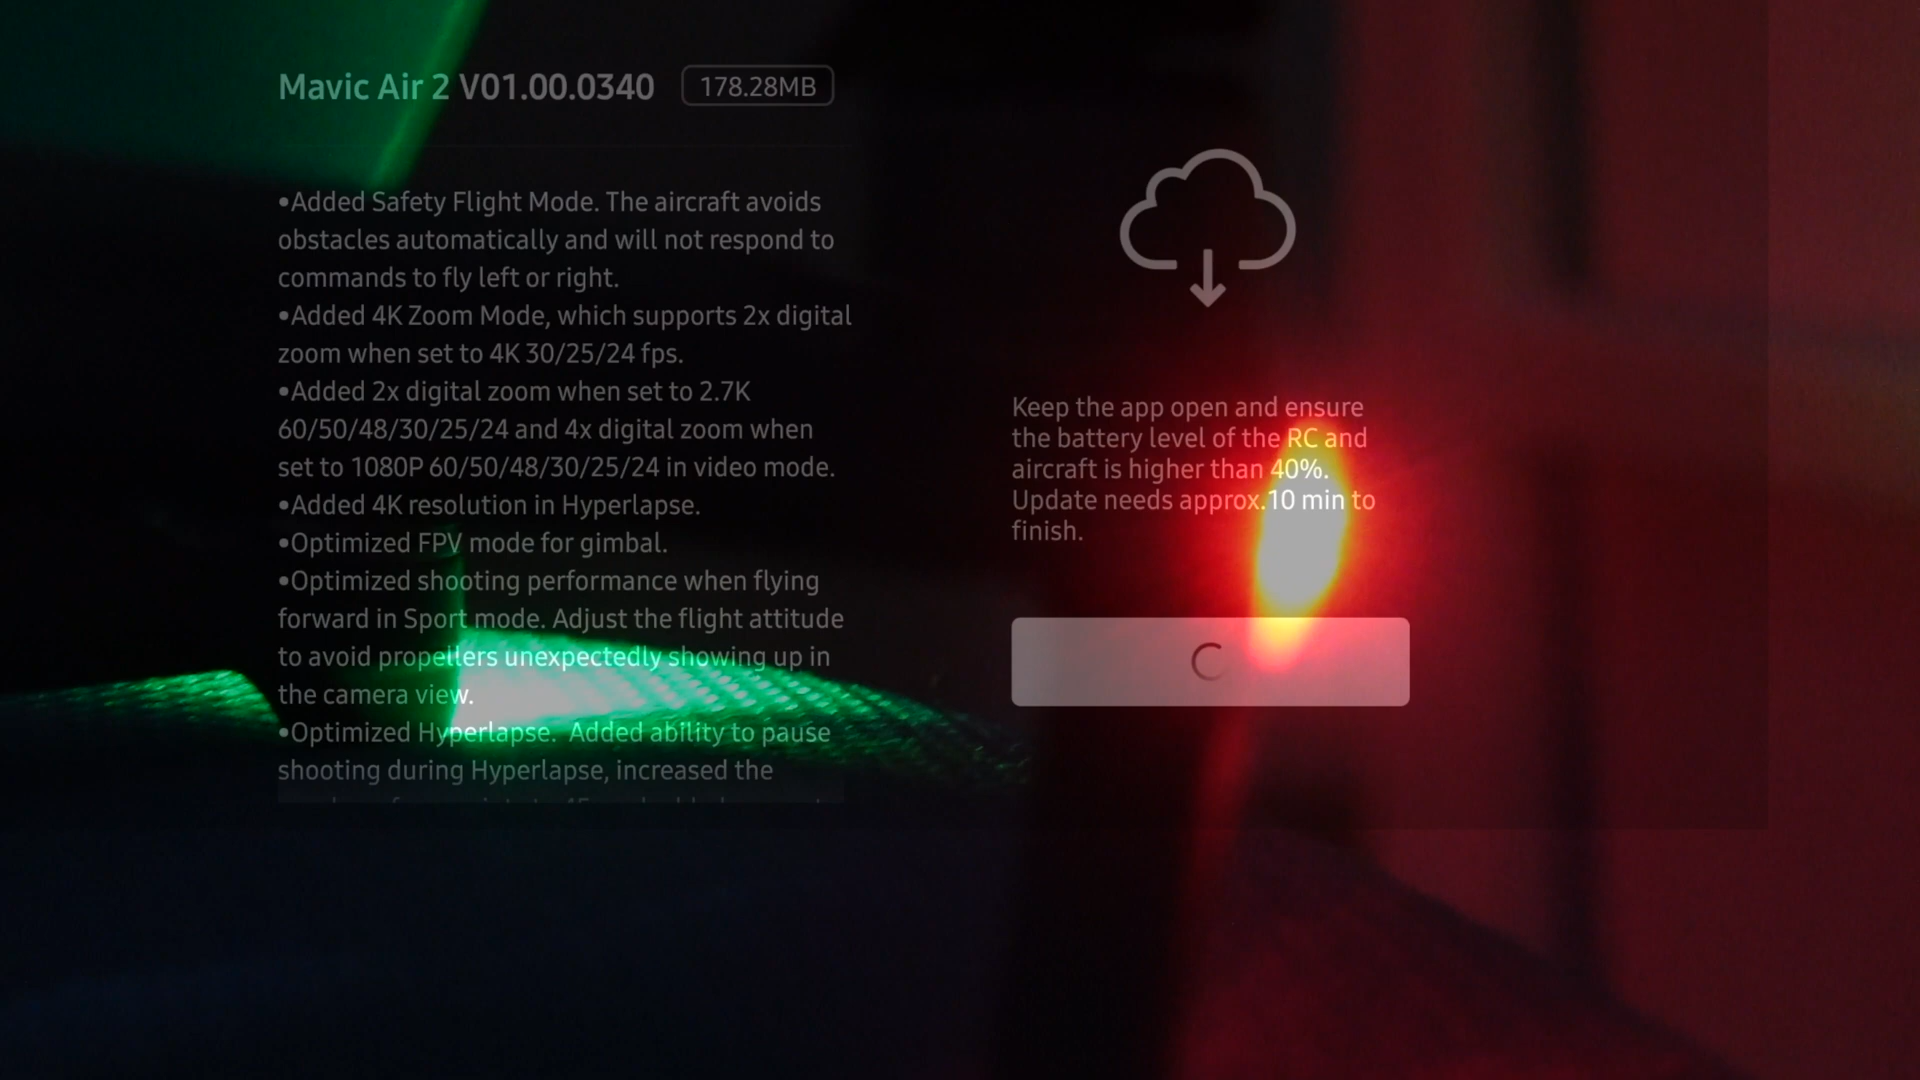 Mavic Air 2 V01.00.0340 178.28MB
•Added Safety Flight Mode. The aircraft avoids
obstacles automatically and will not respond to
commands to fly left or right.
•Added 4K Zoom Mode, which supports 2x digital
zoom when set to 4K 30/25/24 fps.
•Added 2x digital zoom when set to 2.7K
60/50/48/30/25/24 and 4x digital zoom when
set to 1080P 60/50/48/30/25/24 in video mode.
•Added 4K resolution in Hyperlapse.
•Optimized FPV mode for gimbal.
•Optimized shooting performance when flying
forward in Sport mode. Adjust the flight attitude
to avoid propellers unexpectedly showing up in
the camera view.
•Optimized Hyperlapse.  Added ability to pause
shooting during Hyperlapse, increased the
Keep the app open and ensure
the battery level of the RC and
aircraft is higher than 40%.
Update needs approx.10 min to
finish.